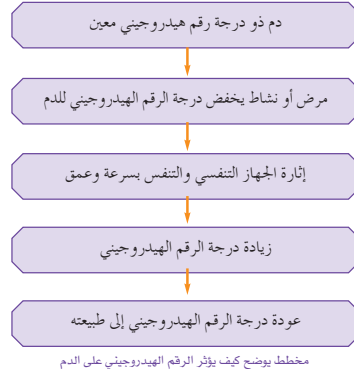 دم ذو درجة رقم هيدروجيني معين
مرض أو نشاط يخفض درجة الرقم الهيدروجيني للدم
إثارة الجهاز التنفسي والتنفس بسرعة وعمق
زيادة درجة الرقم الهيدروجيني
عودة درجة الرقم الهيدروجيني إلى طبيعته
مخطط يوضح كيف يؤثر الرقم الهيدروجيني على الدم